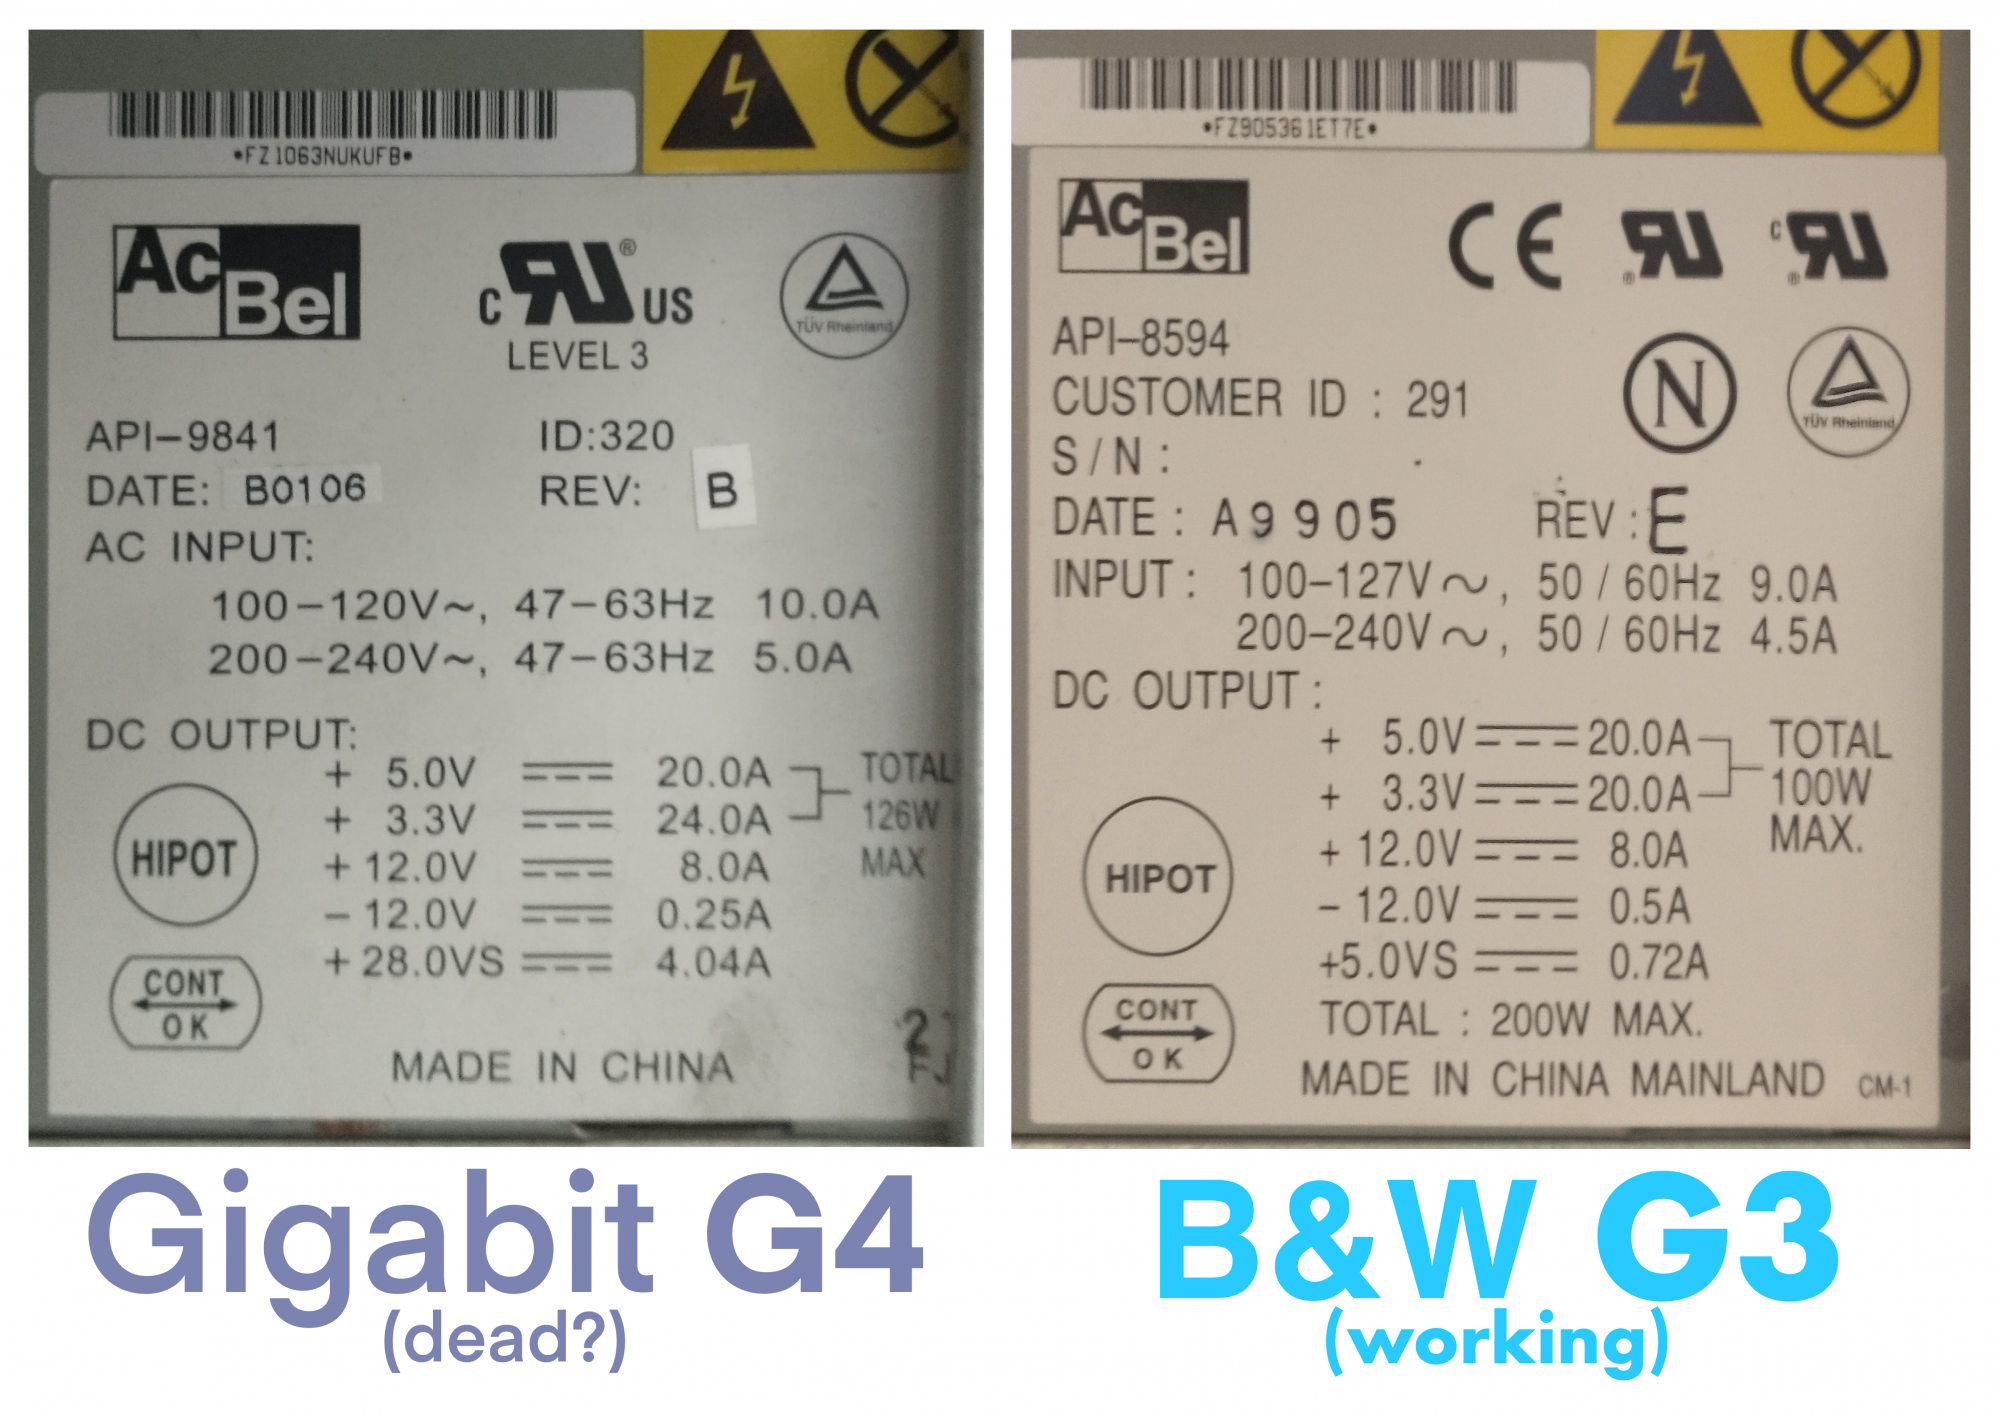 *FZ1063NUKUFB*
AcBel
c RU ® US
LEVEL 3
TÜV Rheinland
API-9841 ID:320
DATE: B0106 REV: B
AC INPUT:
100-120V~, 47-63Hz 10.0A
200-240V~, 47-63Hz 5.0A
DC OUTPUT:
+ 5.0V 20.0A TOTAL
+ 3.3V 24.0A 126W
+ 12.0V 8.0A MAX
- 12.0V 0.25A
+ 28.0VS 4.04A
HIPOT
CONT
OK
MADE IN CHINA
*FZ905361ET7E*
AcBel
CE RU ® c RU ®
API-8594
CUSTOMER ID : 291
N
TÜV Rheinland
S/N :
DATE : A9905 REV : E
INPUT : 100-127V~, 50/60Hz 9.0A
200-240V~, 50/60Hz 4.5A
DC OUTPUT :
+ 5.0V 20.0A TOTAL
+ 3.3V 20.0A 100W
+ 12.0V 8.0A MAX.
- 12.0V 0.5A
+5.0VS 0.72A
HIPOT
CONT
OK
TOTAL : 200W MAX.
MADE IN CHINA MAINLAND CM-1
Gigabit G4
(dead?)
B&W G3
(working)